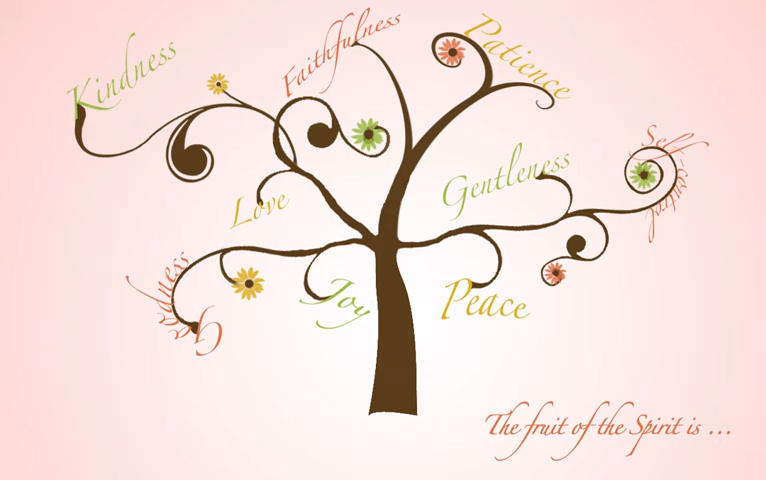 Kindness
Faithfulness
Patience
Self-control
Gentleness
Love
Goodness
Joy
Peace
The fruit of the Spirit is ...